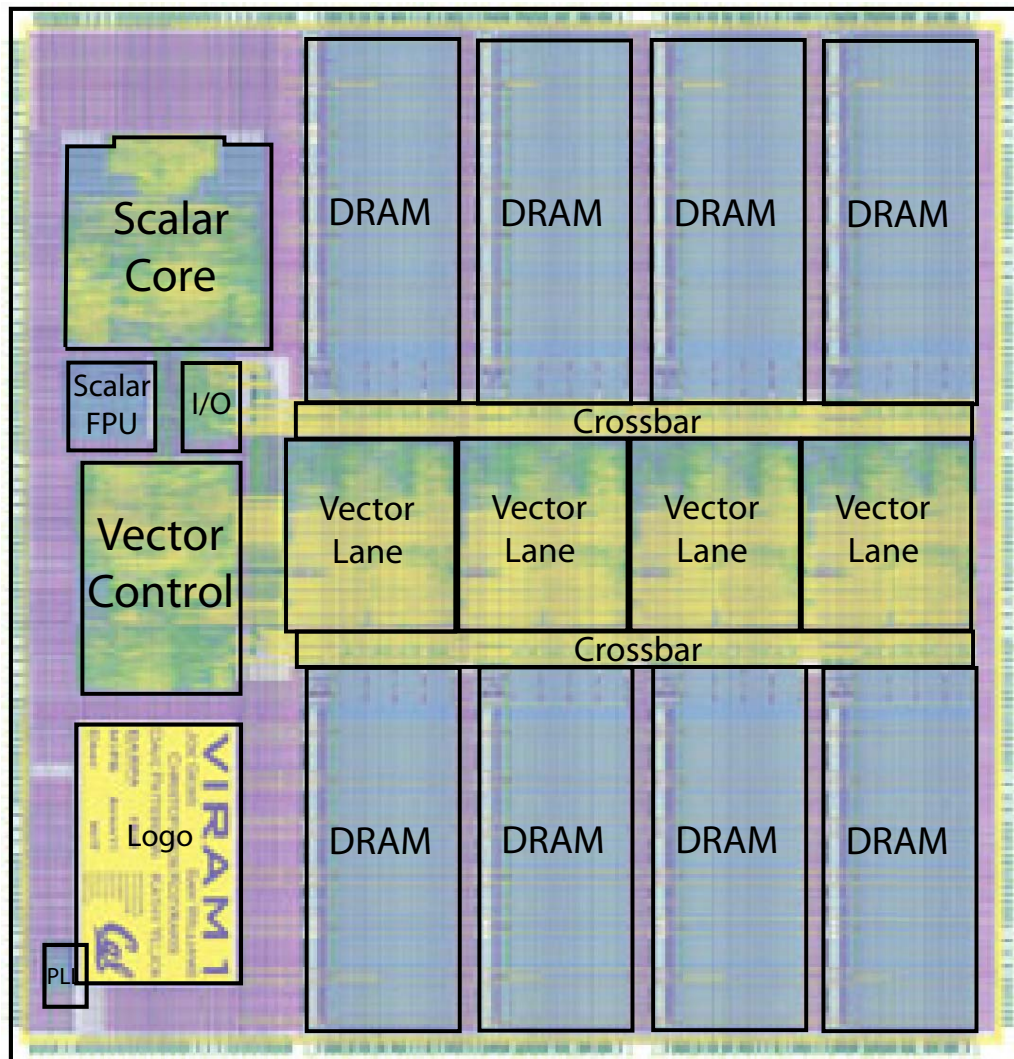 DRAM
DRAM
DRAM
DRAM
Scalar
Core
Scalar
FPU
I/O
Crossbar
Vector
Lane
Vector
Lane
Vector
Lane
Vector
Lane
Vector
Control
Crossbar
VIRAM 1
Logo
Cal
DRAM
DRAM
DRAM
DRAM